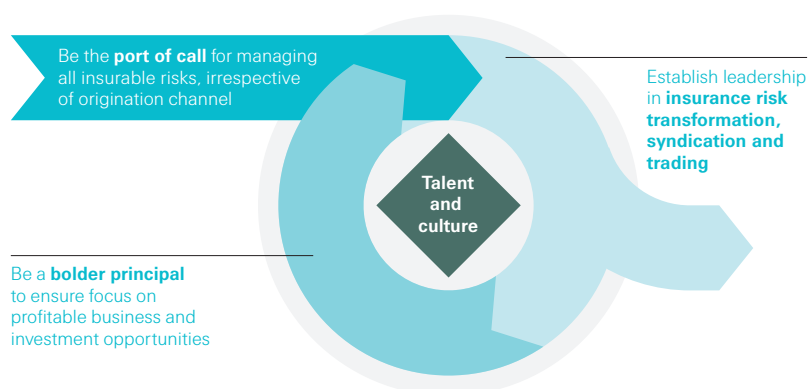 Be the port of call for managing
all insurable risks, irrespective
of origination channel
Establish leadership
in insurance risk
transformation,
syndication and
trading
Talent
and
culture
Be a bolder principal
to ensure focus on
profitable business and
investment opportunities